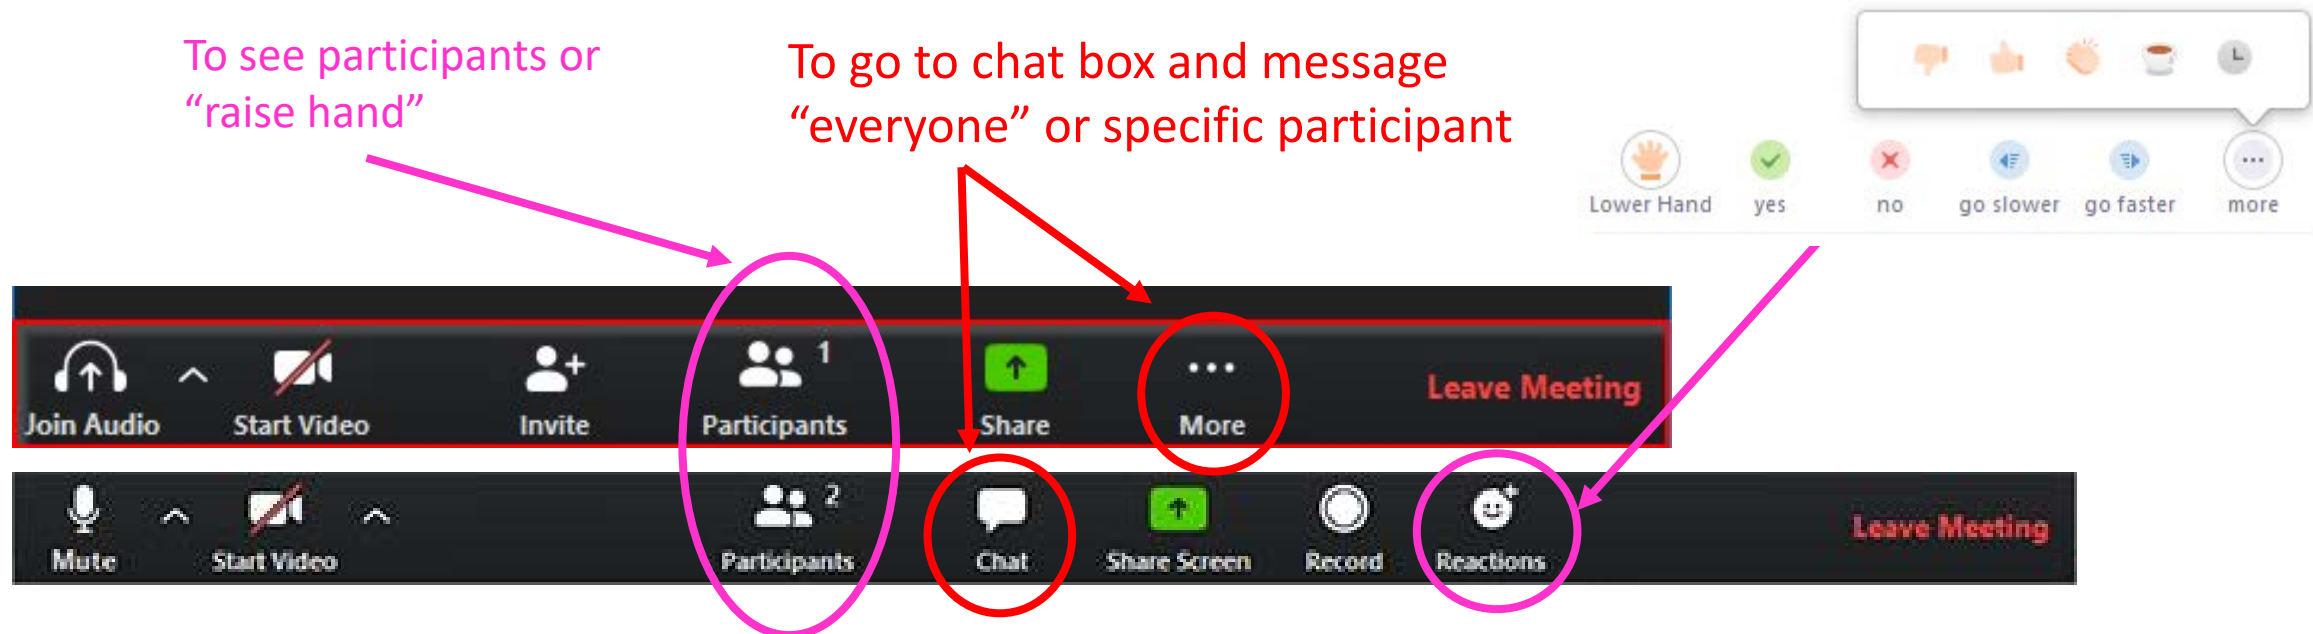 To see participants or
“raise hand”
To go to chat box and message
“everyone” or specific participant
Lower Hand yes no go slower go faster more
Join Audio Start Video Invite Participants 1 Share More Leave Meeting
Mute Start Video Participants 2 Chat Share Screen Record Reactions Leave Meeting